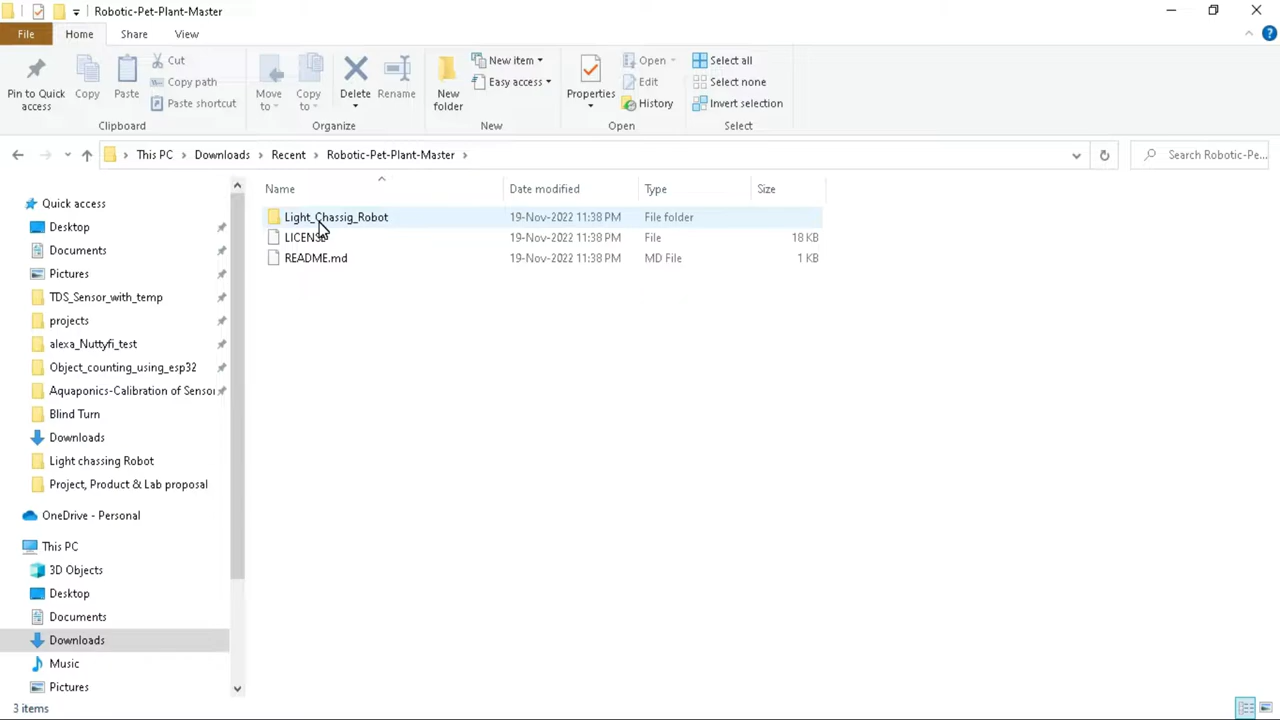 Robotic-Pet-Plant-Master
File Home Share View
Pin to Quick access
Copy
Paste
Cut
Copy path
Paste shortcut
Clipboard
Move to
Copy to
Delete
Rename
Organize
New folder
New item
Easy access
New
Properties
Open
Edit
History
Open
Select all
Select none
Invert selection
Select
This PC > Downloads > Recent > Robotic-Pet-Plant-Master >
Search Robotic-Pe...
Name Date modified Type Size
Light_Chassig_Robot 19-Nov-2022 11:38 PM File folder
LICENSE 19-Nov-2022 11:38 PM File 18 KB
README.md 19-Nov-2022 11:38 PM MD File 1 KB
Quick access
Desktop
Documents
Pictures
TDS_Sensor_with_temp
projects
alexa_Nuttyfi_test
Object_counting_using_esp32
Aquaponics-Calibration of Sensor
Blind Turn
Downloads
Light chassing Robot
Project, Product & Lab proposal
OneDrive - Personal
This PC
3D Objects
Desktop
Documents
Downloads
Music
Pictures
3 items